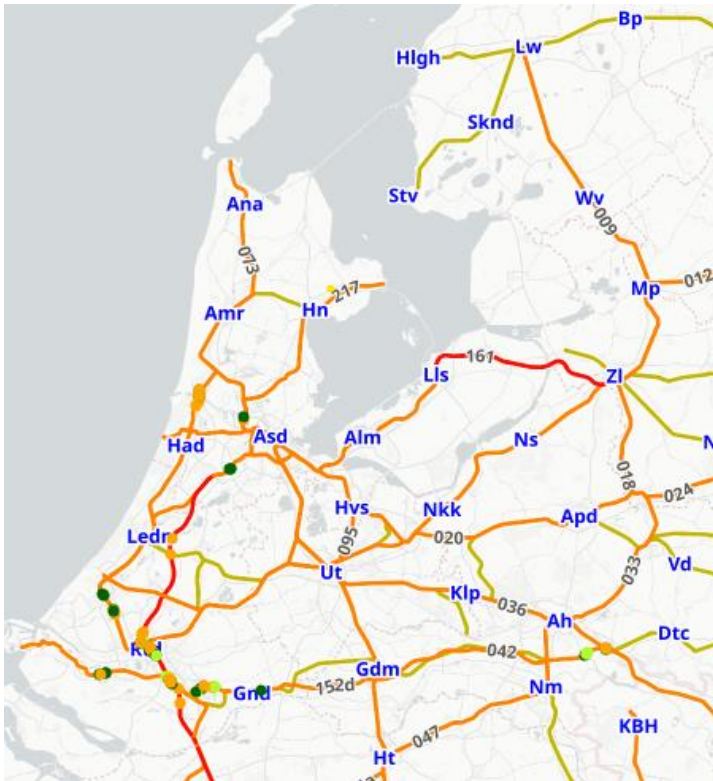 Bp
Lw
Hlgh
Sknd
Stv
Wv
009
Ana
073
012
Mp
217
Hn
Amr
161
Zl
Lls
Asd
Alm
Ns
Had
N
018
024
Hvs
Nkk
Apd
095
020
Ledn
033
Vd
Ut
Klp
036
Ah
Dtc
042
Gdm
Nm
152d
Gnd
KBH
047
Ht